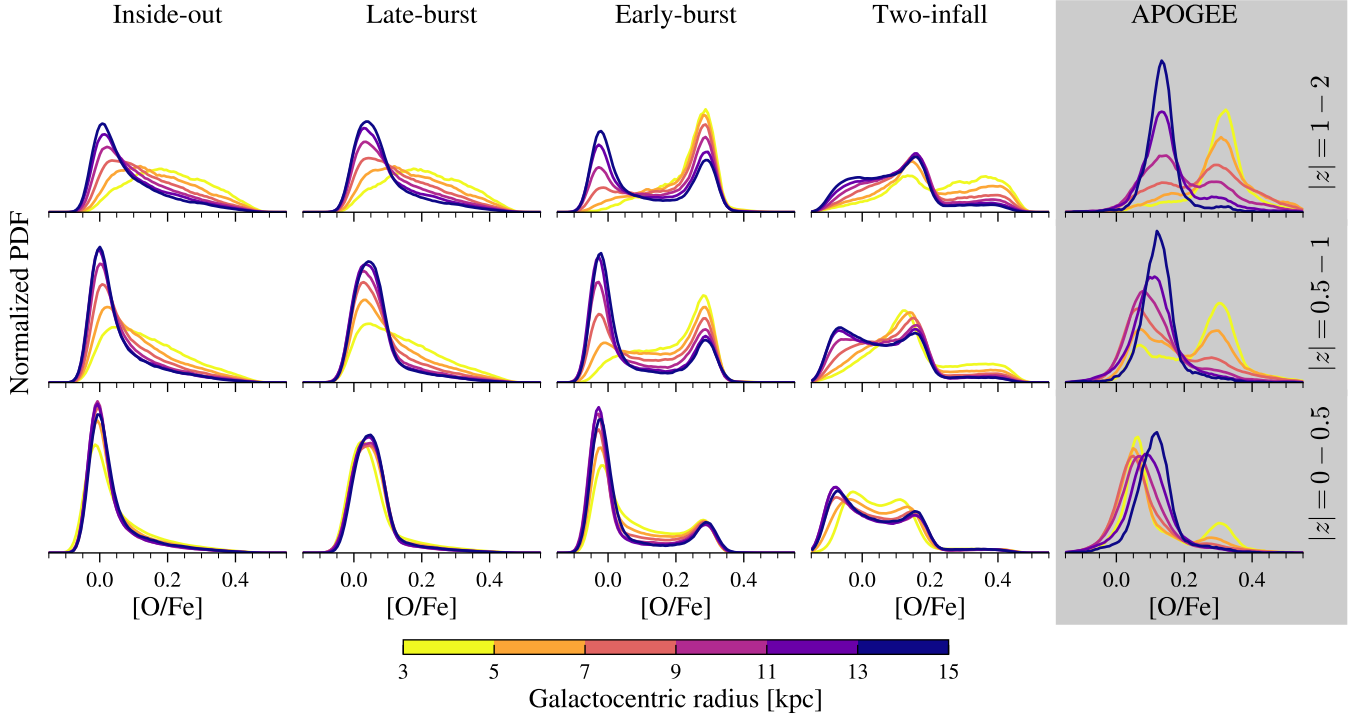 Inside-out Late-burst Early-burst Two-infall APOGEE
|z| = 1 − 2
|z| = 0.5 − 1
|z| = 0 − 0.5
Normalized PDF
0.0 0.2 0.4 0.0 0.2 0.4 0.0 0.2 0.4 0.0 0.2 0.4 0.0 0.2 0.4
[O/Fe] [O/Fe] [O/Fe] [O/Fe] [O/Fe]
3 5 7 9 11 13 15
Galactocentric radius [kpc]